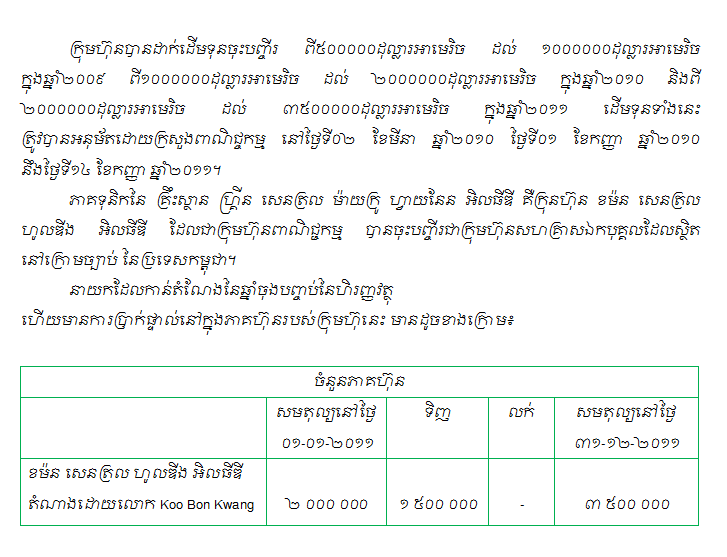 ក្រុមហ៊ុនបានដាក់ដើមទុនចុះបញ្ជីរ ពី៥០០០០០ដុល្លារអាមេរិច ដល់ ១០០០០០០ដុល្លារអាមេរិច
ក្នុងឆ្នាំ២០០៩ ពី១០០០០០០ដុល្លារអាមេរិច ដល់ ២០០០០០០ដុល្លារអាមេរិច ក្នុងឆ្នាំ២០១០ និងពី
២០០០០០០ដុល្លារអាមេរិច ដល់ ៣៥០០០០០ដុល្លារអាមេរិច ក្នុងឆ្នាំ២០១១ ដើមទុនទាំងនេះ
ត្រូវបានអនុម័តដោយក្រសួងពាណិជ្ចកម្ម នៅថ្ងៃទី០២ ខែមីនា ឆ្នាំ២០១០ ថ្ងៃទី០១ ខែកញ្ញា ឆ្នាំ២០១០
នឹងថ្ងៃទី១៤ ខែកញ្ញា ឆ្នាំ២០១១។
ភាគទុនិកនៃ គ្រឹះស្ថាន ហ្គ្រីន សេនត្រល ម៉ាយក្រូ ហ្វាយនែន អិលធីឌី គឺក្រុនហ៊ុន ខម៉ន សេនត្រល
ហូលឌីង អិលធីឌី ដែលជាក្រុមហ៊ុនពាណិជ្ចកម្ម បានចុះបញ្ជីរជាក្រុមហ៊ុនសហគ្រាសឯកបុគ្គលដែលស្ថិត
នៅក្រោមច្បាប់ នៃប្រទេសកម្ពុជា។
នាយកដែលកាន់តំណែងនៃឆ្នាំចុងបញ្ចប់នៃហិរញ្ញវត្ថុ
ហើយមានការប្រាក់ផ្ទាល់នៅក្នុងភាគហ៊ុនរបស់ក្រុមហ៊ុនេះ មានដូចខាងក្រោម៖
ចំនួនភាគហ៊ុន
សមតុល្យនៅថ្ងៃ ទិញ លក់ សមតុល្យនៅថ្ងៃ
០១-០១-២០១១ ៣១-១២-២០១១
ខម៉ន សេនត្រល ហូលឌីង អិលធីឌី
តំណាងដោយលោក Koo Bon Kwang ២ ០០០ ០០០ ១ ៥០០ ០០០ - ៣ ៥០០ ០០០